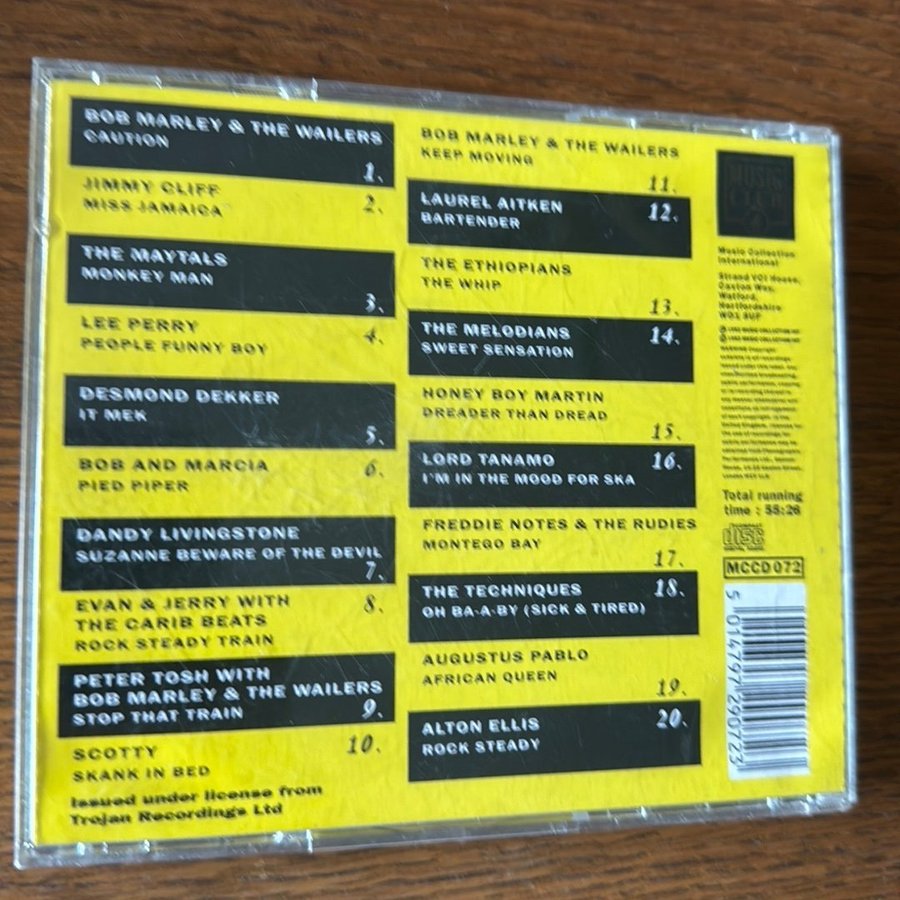 BOB MARLEY & THE WAILERS
CAUTION
1.
JIMMY CLIFF
MISS JAMAICA
2.
THE MAYTALS
MONKEY MAN
3.
LEE PERRY
PEOPLE FUNNY BOY
4.
DESMOND DEKKER
IT MEK
5.
BOB AND MARCIA
PIED PIPER
6.
DANDY LIVINGSTONE
SUZANNE BEWARE OF THE DEVIL
7.
EVAN & JERRY WITH
THE CARIB BEATS
ROCK STEADY TRAIN
8.
PETER TOSH WITH
BOB MARLEY & THE WAILERS
STOP THAT TRAIN
9.
SCOTTY
SKANK IN BED
10.
Issued under license from
Trojan Recordings Ltd
BOB MARLEY & THE WAILERS
KEEP MOVING
11.
LAUREL AITKEN
BARTENDER
12.
THE ETHIOPIANS
THE WHIP
13.
THE MELODIANS
SWEET SENSATION
14.
HONEY BOY MARTIN
DREADER THAN DREAD
15.
LORD TANAMO
I'M IN THE MOOD FOR SKA
16.
FREDDIE NOTES & THE RUDIES
MONTEGO BAY
17.
THE TECHNIQUES
OH BA-A-BY (SICK & TIRED)
18.
AUGUSTUS PABLO
AFRICAN QUEEN
19.
ALTON ELLIS
ROCK STEADY
20.
MUSIC
CLUB
Music Collection
International
Strand VCI House,
Caxton Way,
Watford,
Hertfordshire
WD1 8UF
Total running
time : 55:26
COMPACT
disc
DIGITAL AUDIO
MCCD 072
5 014797 290723